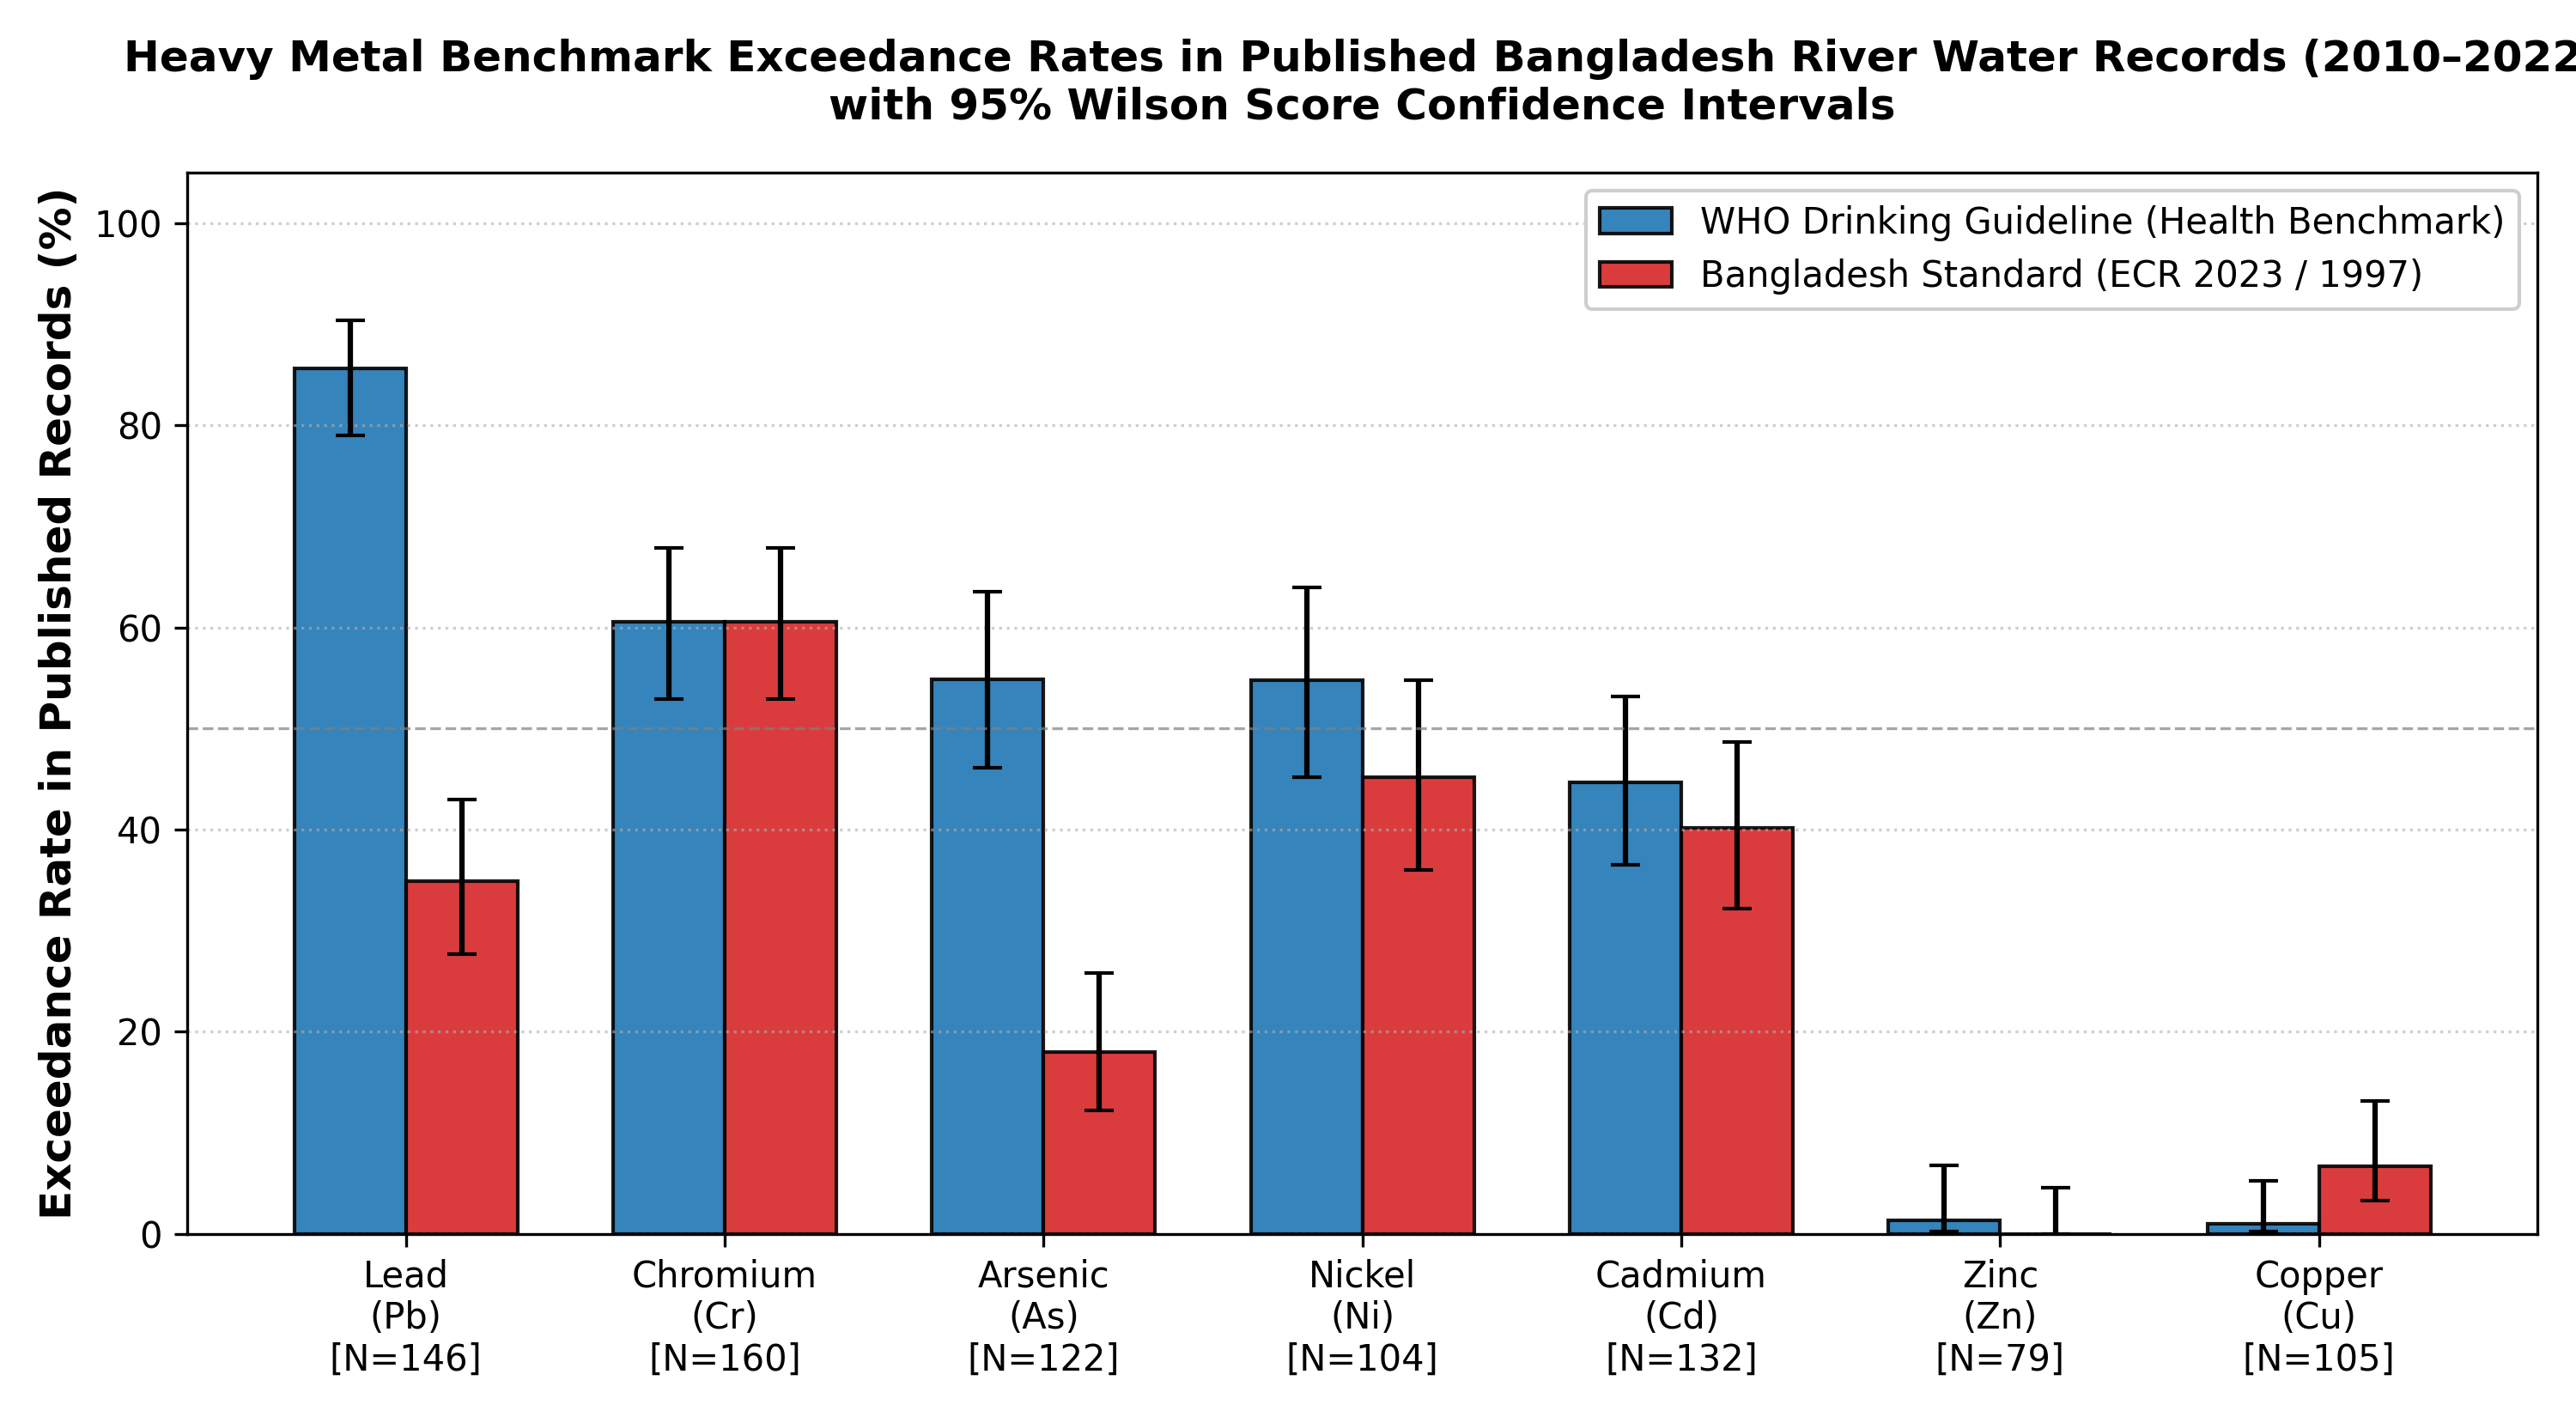 Heavy Metal Benchmark Exceedance Rates in Published Bangladesh River Water Records (2010–2022
with 95% Wilson Score Confidence Intervals
Exceedance Rate in Published Records (%)
100
80
60
40
20
0
WHO Drinking Guideline (Health Benchmark)
Bangladesh Standard (ECR 2023 / 1997)
Lead
(Pb)
[N=146]
Chromium
(Cr)
[N=160]
Arsenic
(As)
[N=122]
Nickel
(Ni)
[N=104]
Cadmium
(Cd)
[N=132]
Zinc
(Zn)
[N=79]
Copper
(Cu)
[N=105]